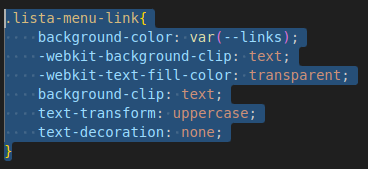 .lista-menu-link{
background-color: var(--links);
-webkit-background-clip: text;
-webkit-text-fill-color: transparent;
background-clip: text;
text-transform: uppercase;
text-decoration: none;
}